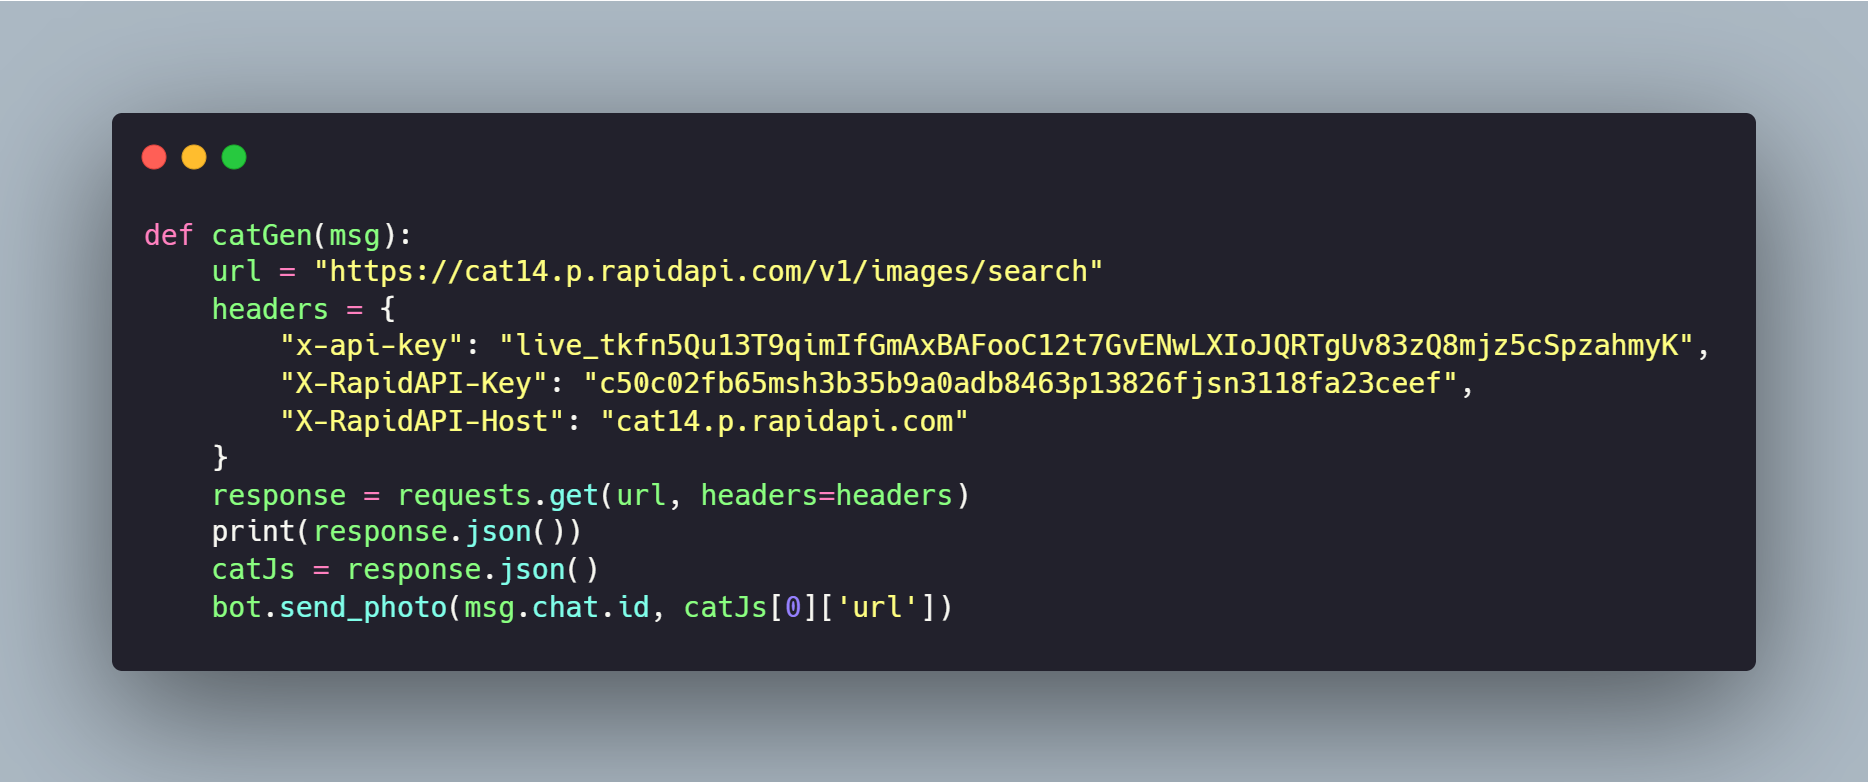 def catGen(msg):
    url = "https://cat14.p.rapidapi.com/v1/images/search"
    headers = {
        "x-api-key": "live_tkfn5Qu13T9qimIfGmAxBAFooC12t7GvENwLXIoJQRTgUv83zQ8mjz5cSpzahmyK",
        "X-RapidAPI-Key": "c50c02fb65msh3b35b9a0adb8463p13826fjsn3118fa23ceef",
        "X-RapidAPI-Host": "cat14.p.rapidapi.com"
    }
    response = requests.get(url, headers=headers)
    print(response.json())
    catJs = response.json()
    bot.send_photo(msg.chat.id, catJs[0]['url'])